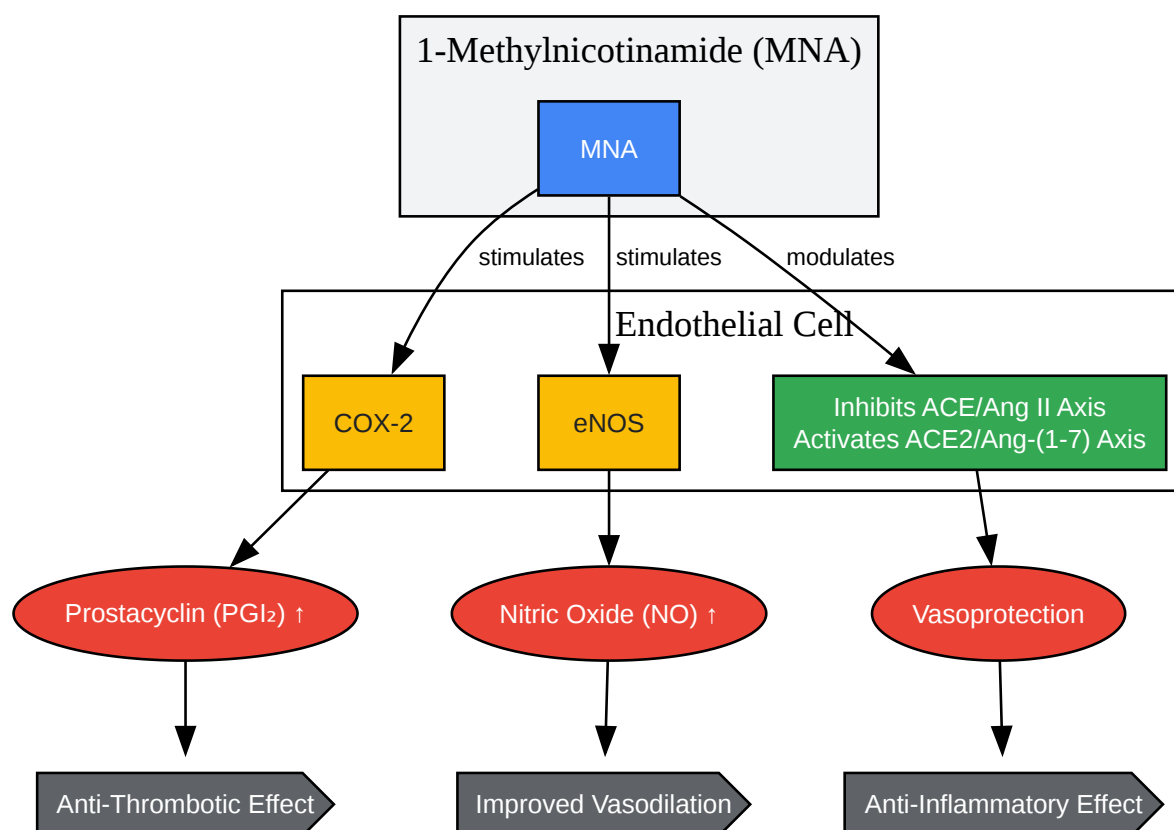 1-Methylnicotinamide (MNA)
MNA
stimulates
stimulates
modulates
Endothelial Cell
COX-2
eNOS
Inhibits ACE/Ang II Axis
Activates ACE2/Ang-(1-7) Axis
Prostacyclin (PGI₂) ↑
Nitric Oxide (NO) ↑
Vasoprotection
Anti-Thrombotic Effect
Improved Vasodilation
Anti-Inflammatory Effect